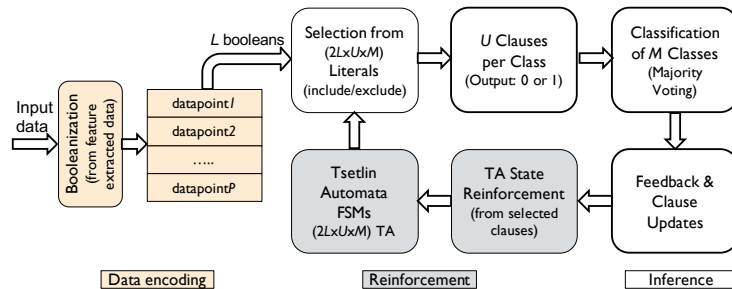 Input
data
Booleanization
(from feature
extracted data)
datapoint1
datapoint2
…..
datapointP
L booleans
Selection from
(2LxUxM)
Literals
(include/exclude)
U Clauses
per Class
(Output: 0 or 1)
Classification
of M Classes
(Majority
Voting)
Feedback &
Clause
Updates
TA State
Reinforcement
(from selected
clauses)
Tsetlin
Automata
FSMs
(2LxUxM) TA
Data encoding
Reinforcement
Inference